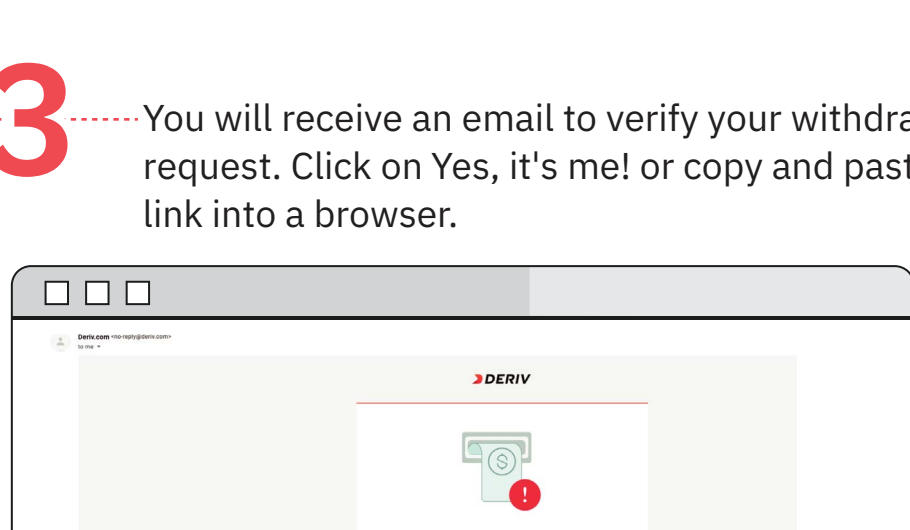 3
You will receive an email to verify your withdra
request. Click on Yes, it's me! or copy and past
link into a browser.
Deriv.com <no-reply@deriv.com>
to me
DERIV
$
!